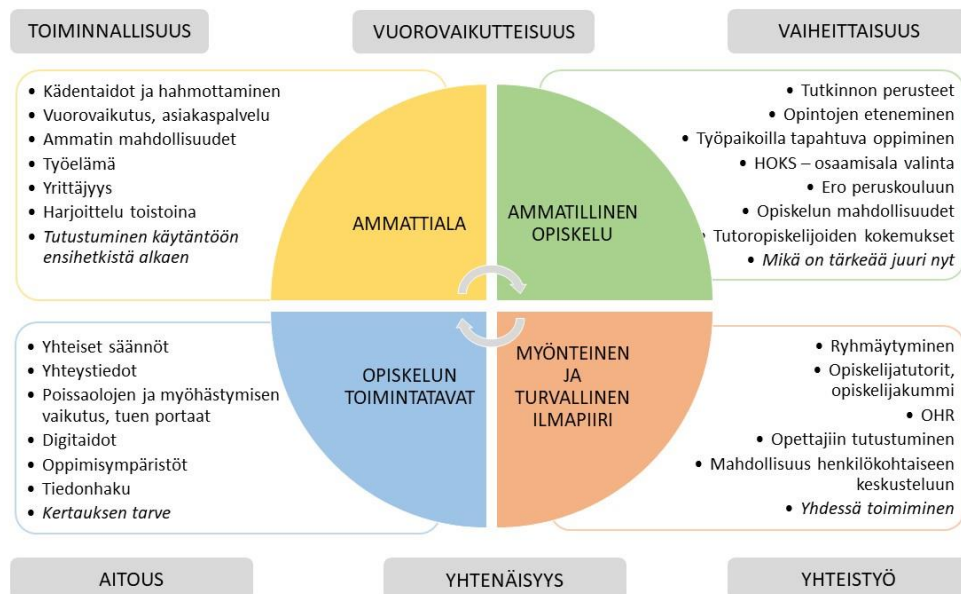 TOIMINNALLISUUS
VUOROVAIKUTTEISUUS
VAIHEITTAISUUS
• Kädentaidot ja hahmottaminen
• Vuorovaikutus, asiakaspalvelu
• Ammatin mahdollisuudet
• Työelämä
• Yrittäjyys
• Harjoittelu toistoina
• Tutustuminen käytäntöön
ensihetkistä alkaen
AMMATTIALA
AMMATILLINEN
OPISKELU
• Tutkinnon perusteet
• Opintojen eteneminen
• Työpaikoilla tapahtuva oppiminen
• HOKS – osaamisala valinta
• Ero peruskouluun
• Opiskelun mahdollisuudet
• Tutoropiskelijoiden kokemukset
• Mikä on tärkeää juuri nyt
• Yhteiset säännöt
• Yhteystiedot
• Poissaolojen ja myöhästymisen
vaikutus, tuen portaat
• Digitaidot
• Oppimisympäristöt
• Tiedonhaku
• Kertauksen tarve
OPISKELUN
TOIMINTATAVAT
MYÖNTEINEN
JA
TURVALLINEN
ILMAPIIRI
• Ryhmäytyminen
• Opiskelijatutorit,
opiskelijakummi
• OHR
• Opettajiin tutustuminen
• Mahdollisuus henkilökohtaiseen
keskusteluun
• Yhdessä toimiminen
AITOUS
YHTENÄISYYS
YHTEISTYÖ